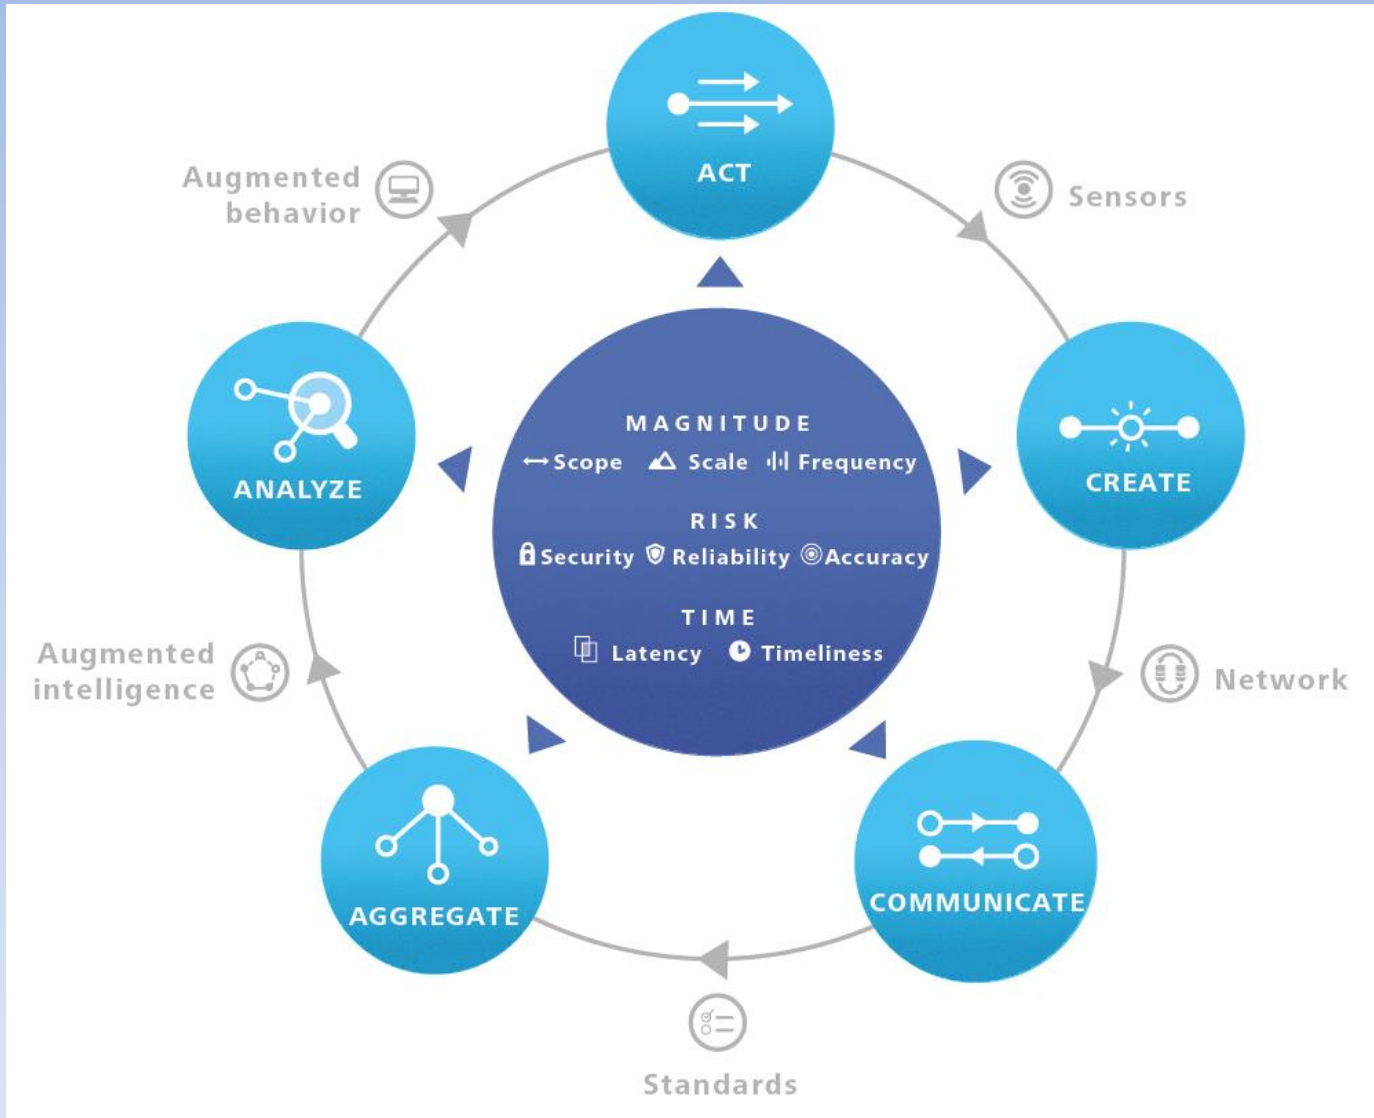 ACT
Augmented
behavior
Sensors
ANALYZE
CREATE
MAGNITUDE
Scope Scale Frequency
RISK
Security Reliability Accuracy
TIME
Latency Timeliness
Augmented
intelligence
Network
AGGREGATE
COMMUNICATE
Standards